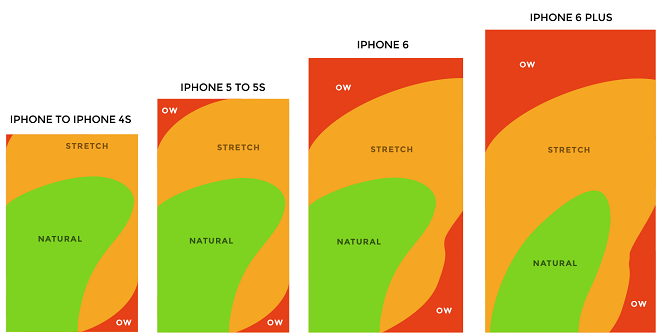 IPHONE TO IPHONE 4S
STRETCH
NATURAL
OW
IPHONE 5 TO 5S
OW
STRETCH
NATURAL
OW
IPHONE 6
OW
STRETCH
NATURAL
OW
IPHONE 6 PLUS
OW
STRETCH
NATURAL
OW